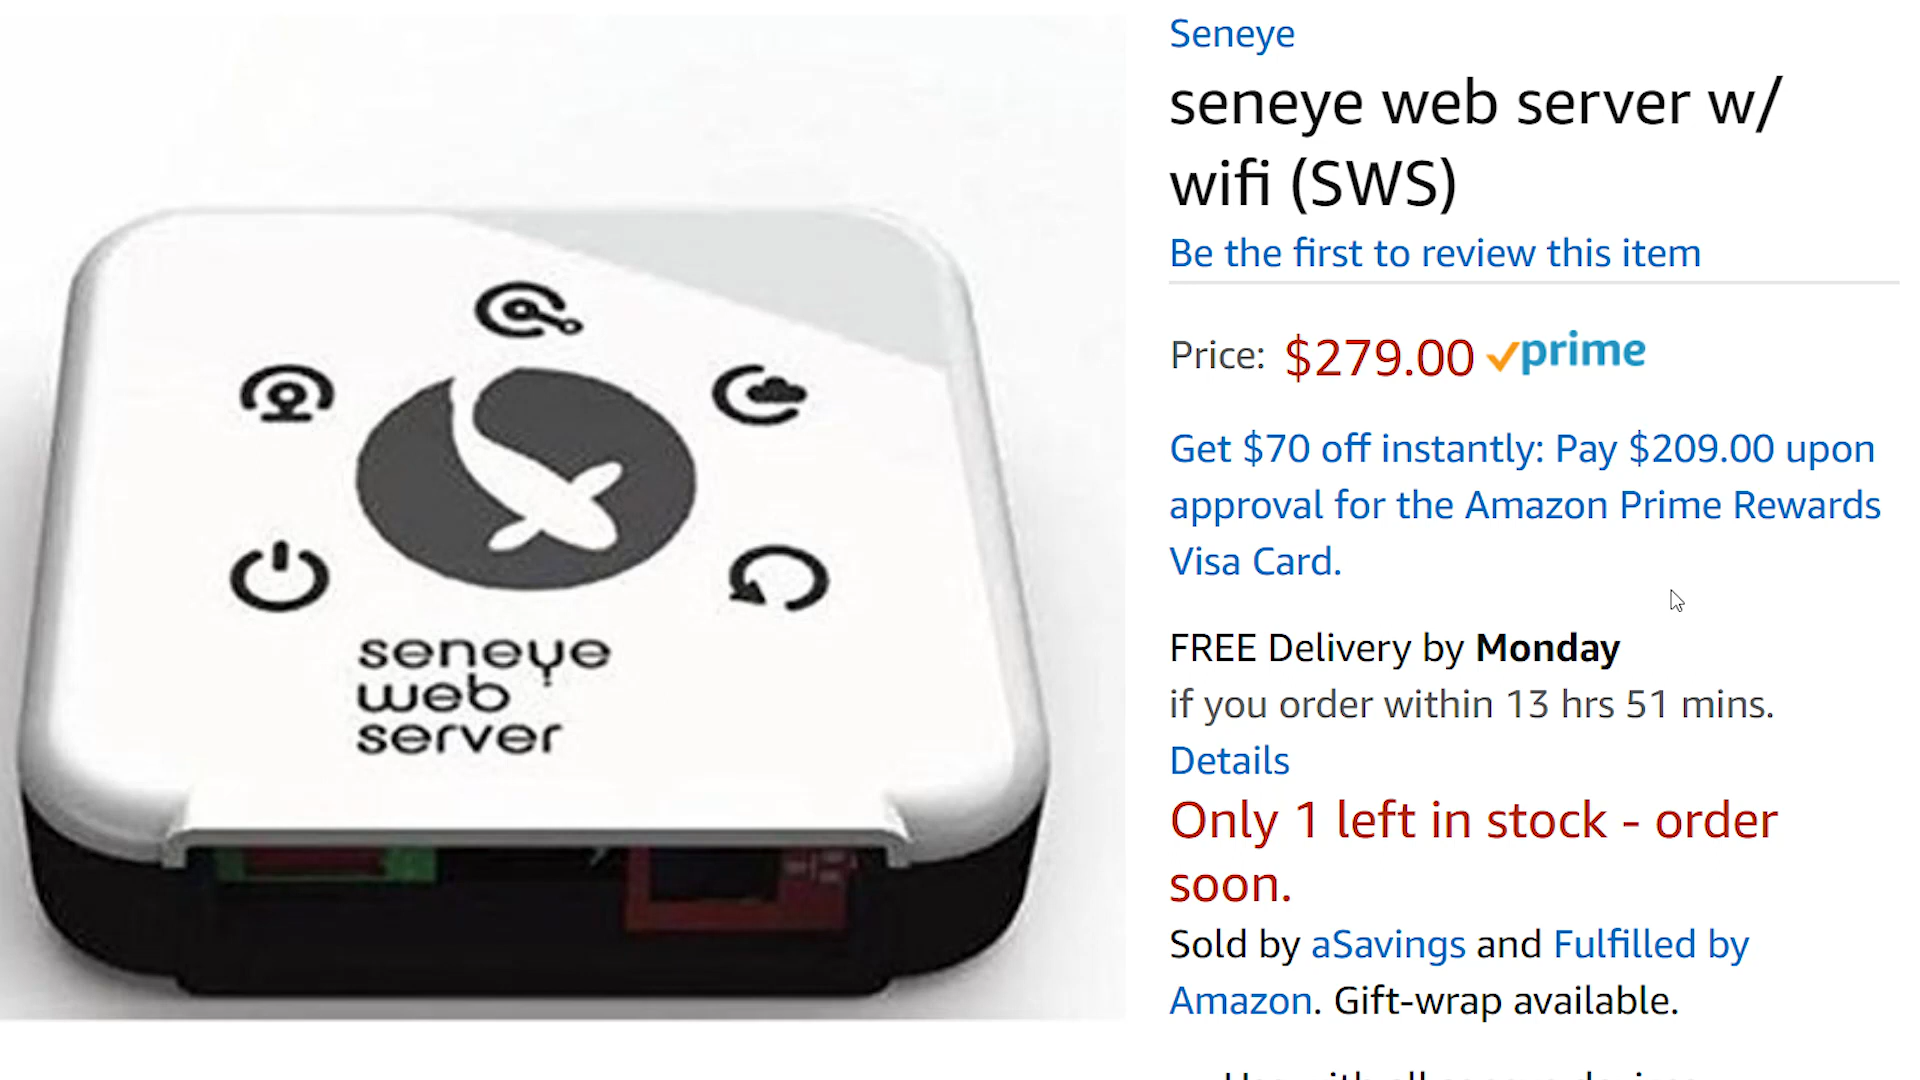 Seneye
seneye web server w/
wifi (SWS)
Be the first to review this item
Price: $279.00 prime
Get $70 off instantly: Pay $209.00 upon
approval for the Amazon Prime Rewards
Visa Card.
FREE Delivery by Monday
if you order within 13 hrs 51 mins.
Details
Only 1 left in stock - order
soon.
Sold by aSavings and Fulfilled by
Amazon. Gift-wrap available.
seneye
web
server